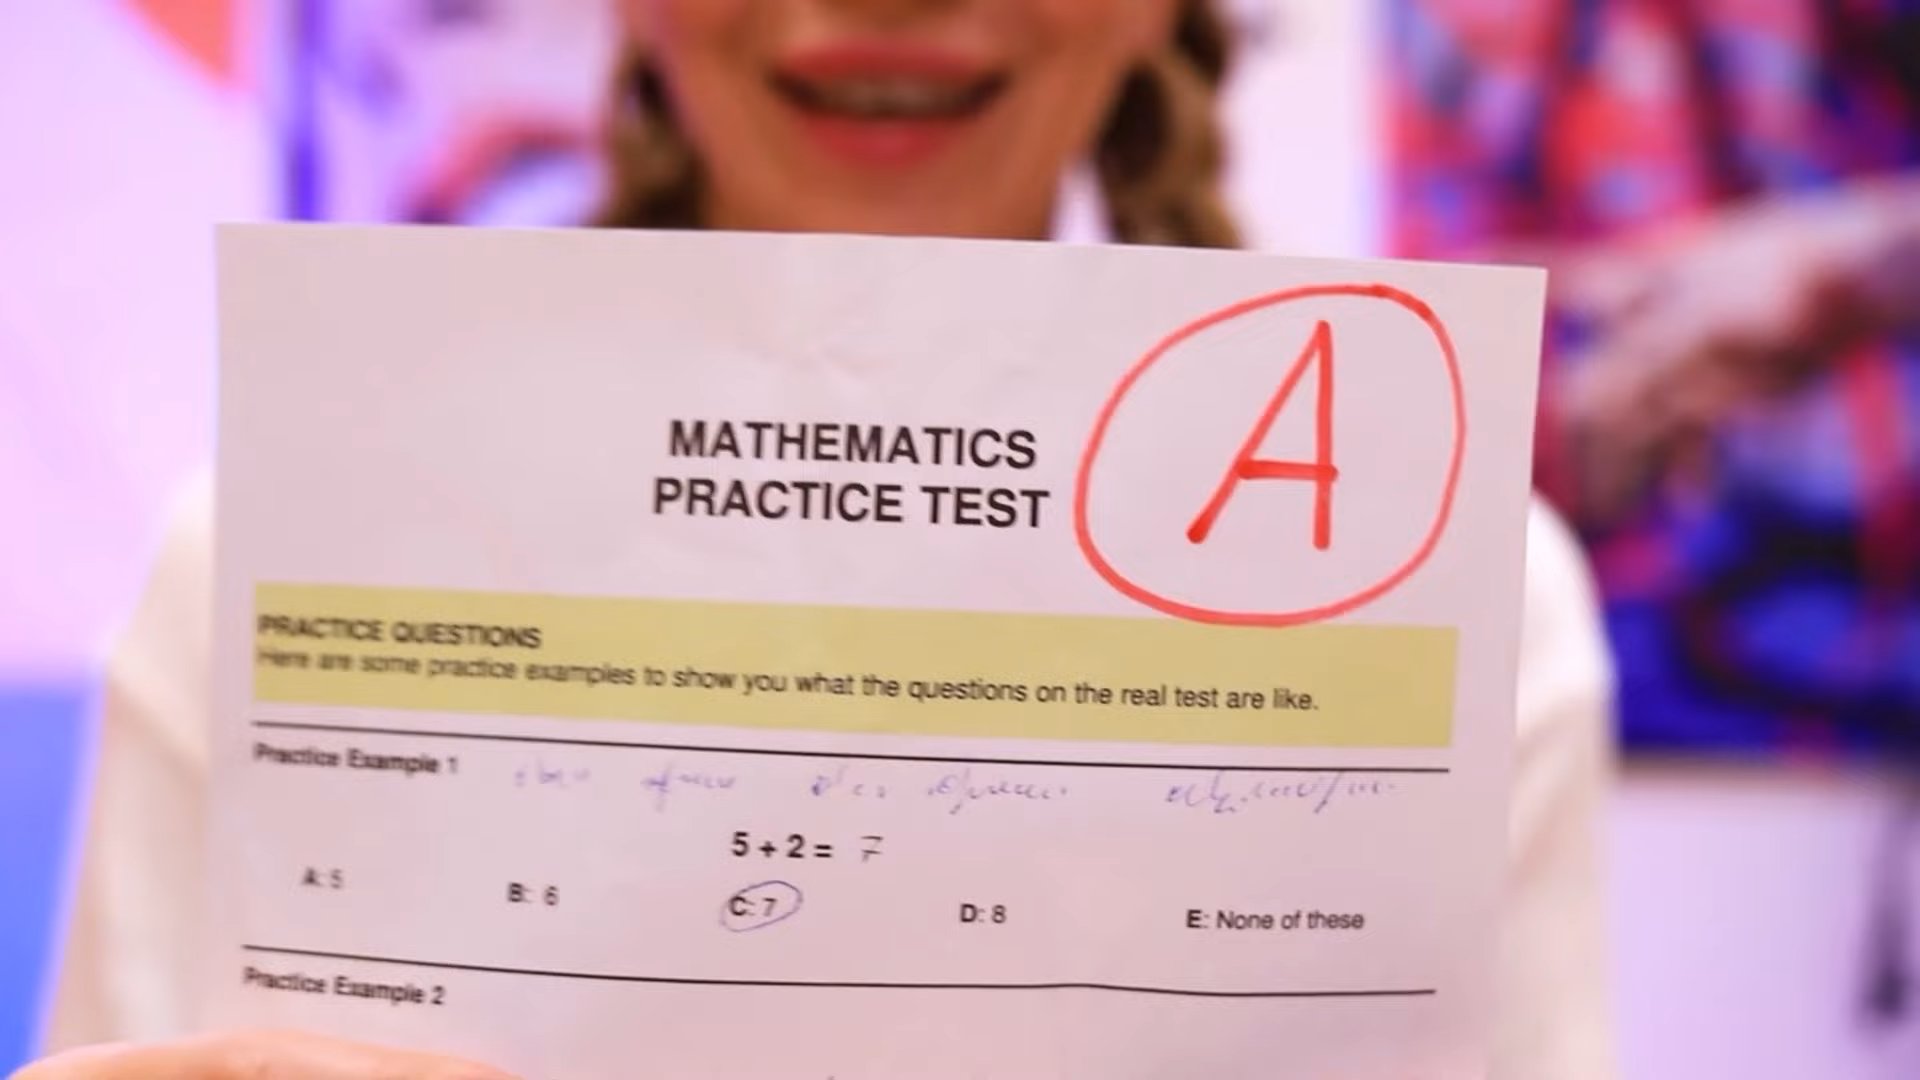 A
MATHEMATICS
PRACTICE TEST
PRACTICE QUESTIONS
Here are some practice examples to show you what the questions on the real test are like.
Practice Example 1
5 + 2 = 7
A: 5 B: 6 C: 7 D: 8 E: None of these
Practice Example 2